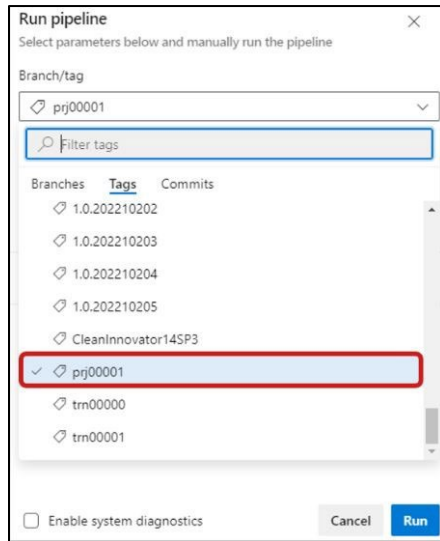 Run pipeline
Select parameters below and manually run the pipeline
Branch/tag
prj00001
Filter tags
Branches Tags Commits
1.0.202210202
1.0.202210203
1.0.202210204
1.0.202210205
CleanInnovator14SP3
prj00001
trn00000
trn00001
Enable system diagnostics Cancel Run